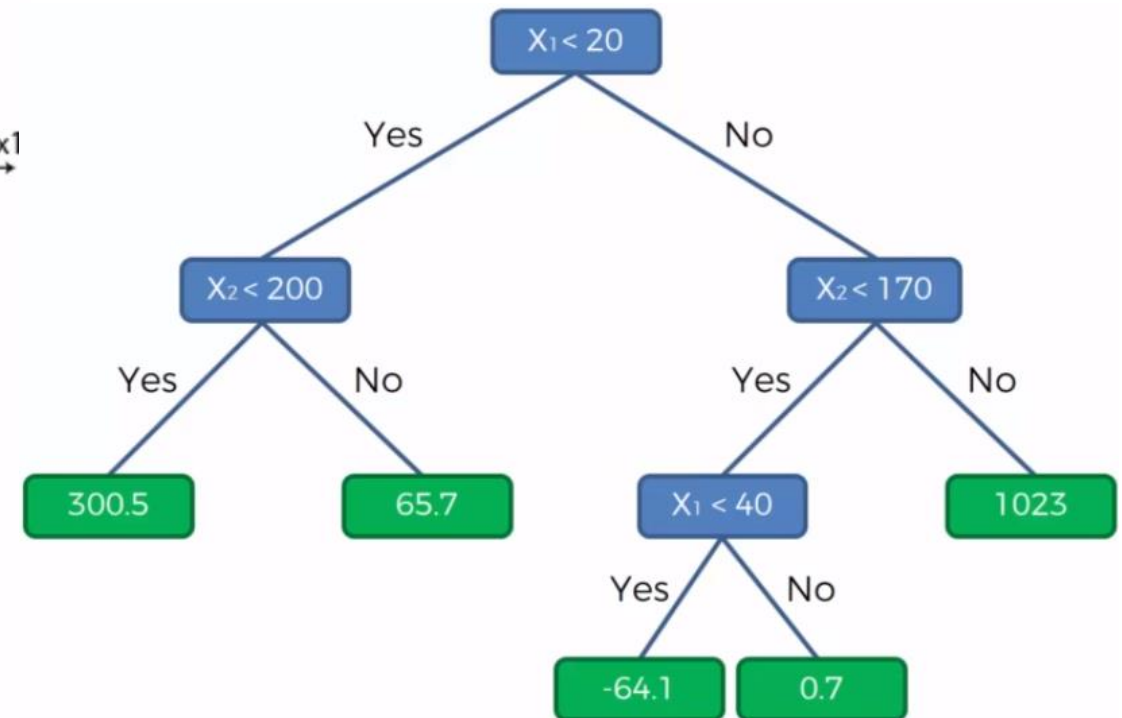 X₁ < 20
x1
Yes
No
X₂ < 200
X₂ < 170
Yes
No
Yes
No
300.5
65.7
X₁ < 40
1023
Yes
No
-64.1
0.7